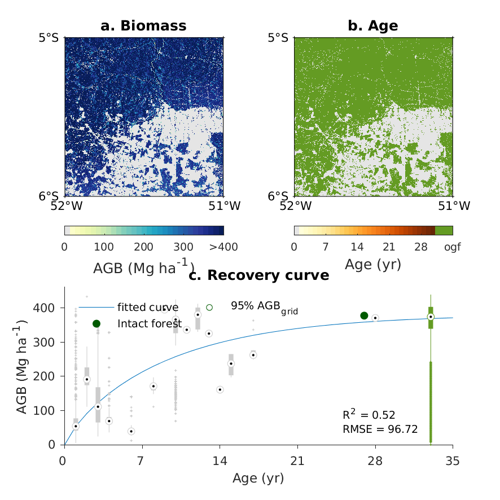 a. Biomass
b. Age
5°S
5°S
6°S
6°S
52°W
51°W
52°W
51°W
0
100
200
300
>400
0
7
14
21
28
ogf
AGB (Mg ha-1)
Age (yr)
c. Recovery curve
fitted curve
95% AGBgrid
Intact forest
400
300
200
100
0
AGB (Mg ha-1)
R2 = 0.52
RMSE = 96.72
0
7
14
21
28
35
Age (yr)